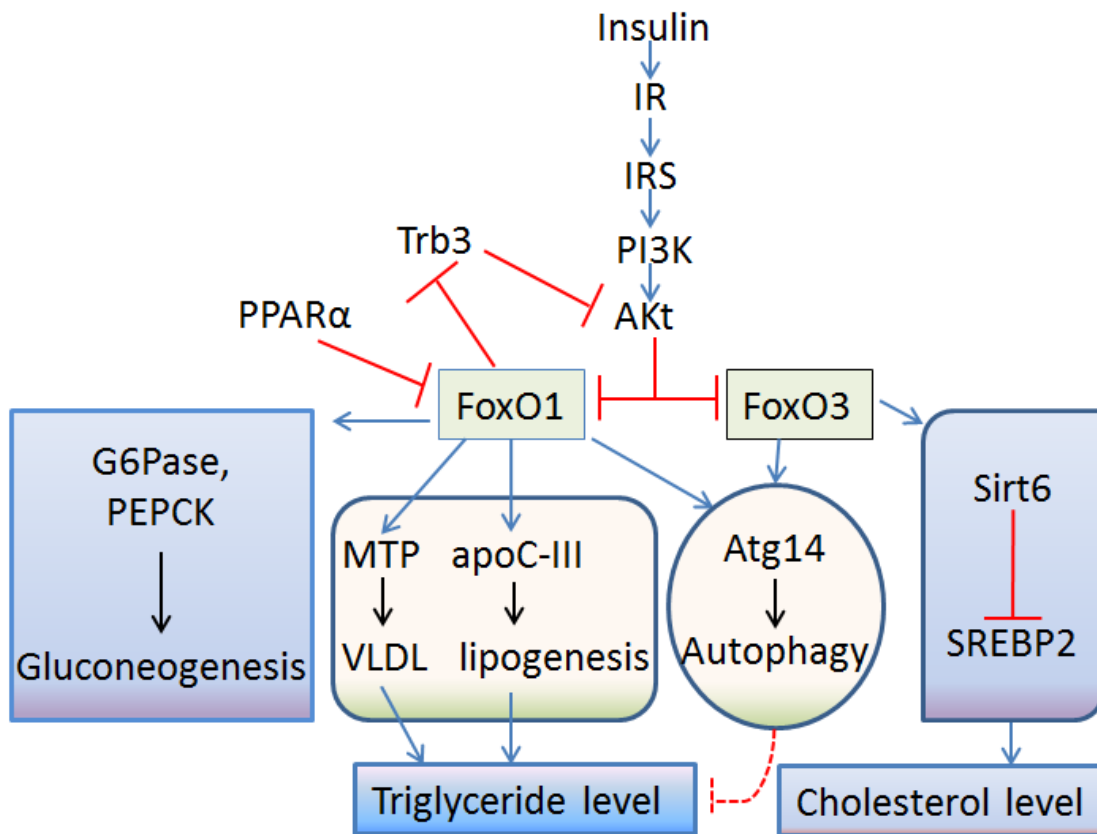 Insulin
IR
IRS
PI3K
AKt
Trb3
PPARα
FoxO1
FoxO3
G6Pase,
PEPCK
Gluconeogenesis
MTP
apoC-III
VLDL
lipogenesis
Atg14
Autophagy
Sirt6
SREBP2
Triglyceride level
Cholesterol level